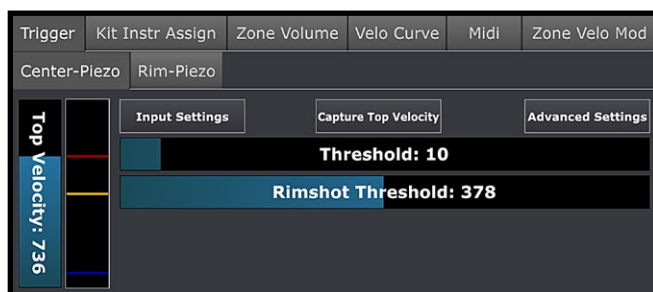 Trigger Kit Instr Assign Zone Volume Velo Curve Midi Zone Velo Mod
Center-Piezo Rim-Piezo
Top Velocity: 736
Input Settings Capture Top Velocity Advanced Settings
Threshold: 10
Rimshot Threshold: 378